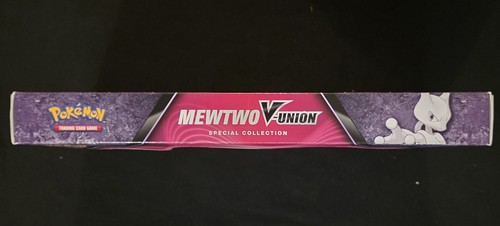 Pokémon
TRADING CARD GAME
MEWTWO V-UNION
SPECIAL COLLECTION